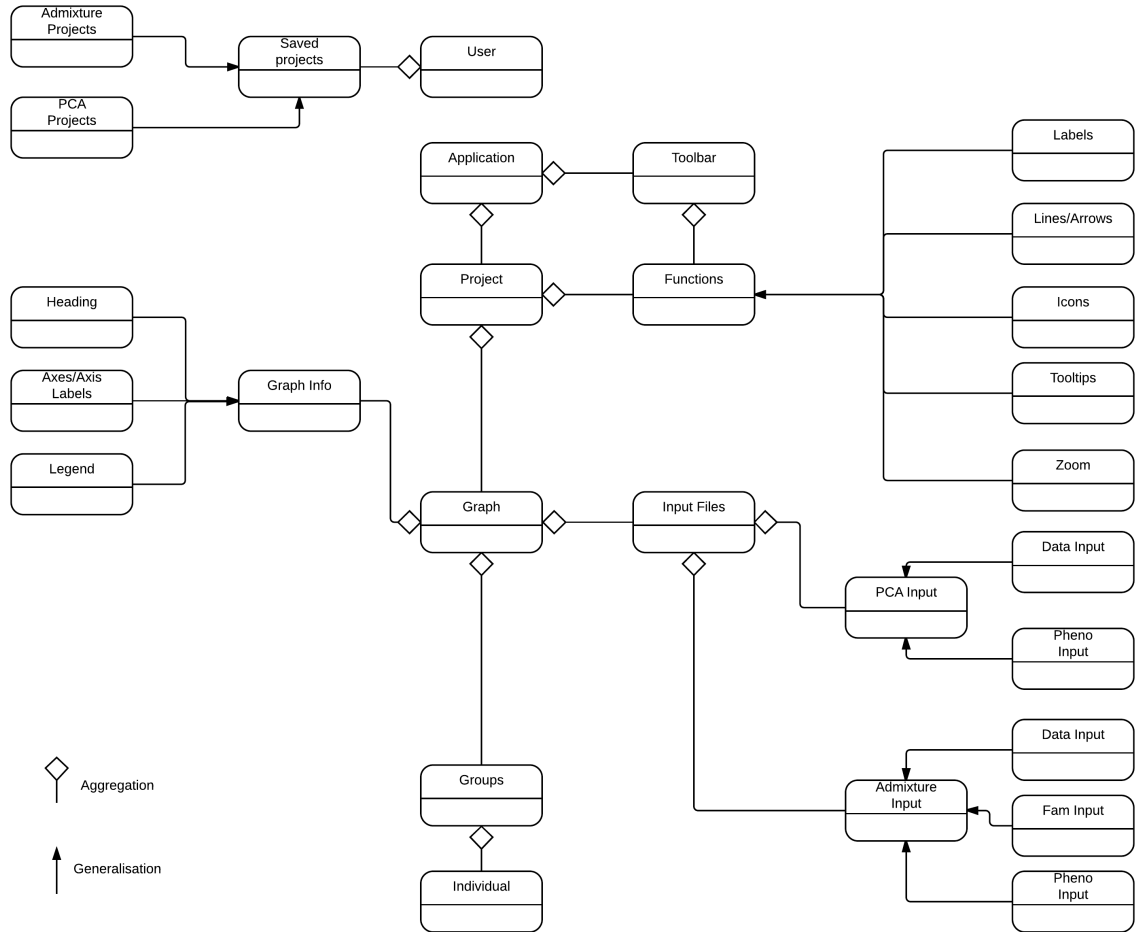 Admixture
Projects
Saved
projects
User
PCA
Projects
Application
Toolbar
Labels
Lines/Arrows
Project
Functions
Heading
Icons
Axes/Axis
Labels
Graph Info
Tooltips
Legend
Zoom
Graph
Input Files
Data Input
PCA Input
Pheno
Input
Data Input
Aggregation
Groups
Admixture
Input
Fam Input
Generalisation
Individual
Pheno
Input